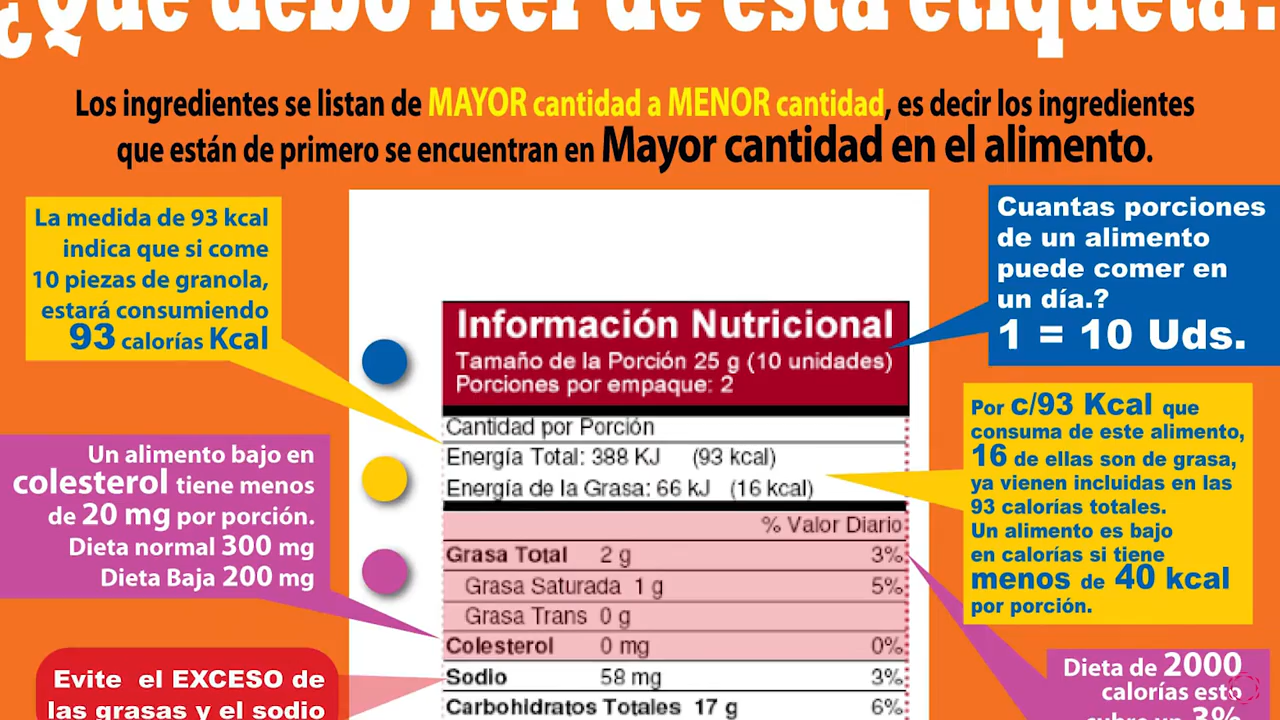 ¿Qué debo leer de esta etiqueta?
Los ingredientes se listan de MAYOR cantidad a MENOR cantidad, es decir los ingredientes
que están de primero se encuentran en Mayor cantidad en el alimento.
La medida de 93 kcal
indica que si come
10 piezas de granola,
estará consumiendo
93 calorías Kcal
Cuantas porciones
de un alimento
puede comer en
un día.?
1 = 10 Uds.
Información Nutricional
Tamaño de la Porción 25 g (10 unidades)
Porciones por empaque: 2
Cantidad por Porción
Energía Total: 388 KJ (93 kcal)
Energía de la Grasa: 66 kJ (16 kcal)
% Valor Diario
Grasa Total 2 g 3%
Grasa Saturada 1 g 5%
Grasa Trans 0 g
Colesterol 0 mg 0%
Sodio 58 mg 3%
Carbohidratos Totales 17 g 6%
Un alimento bajo en
colesterol tiene menos
de 20 mg por porción.
Dieta normal 300 mg
Dieta Baja 200 mg
Por c/93 Kcal que
consuma de este alimento,
16 de ellas son de grasa,
ya vienen incluidas en las
93 calorías totales.
Un alimento es bajo
en calorías si tiene
menos de 40 kcal
por porción.
Evite el EXCESO de
las grasas y el sodio
Dieta de 2000
calorías esto
cubre un 3%